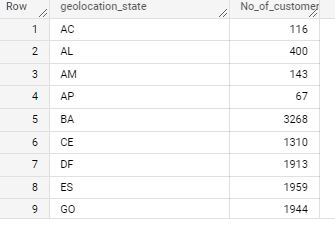 Row geolocation_state No_of_customer
1 AC 116
2 AL 400
3 AM 143
4 AP 67
5 BA 3268
6 CE 1310
7 DF 1913
8 ES 1959
9 GO 1944